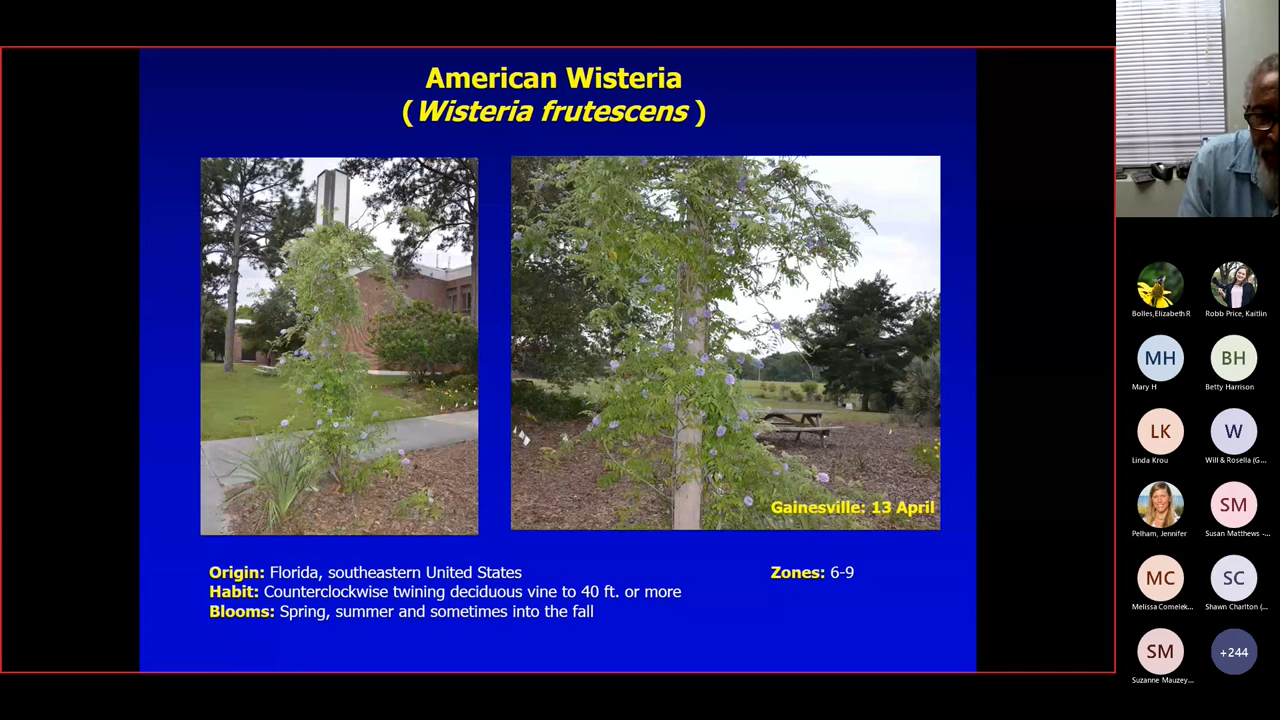 American Wisteria
(Wisteria frutescens )
Gainesville: 13 April
Origin: Florida, southeastern United States
Zones: 6-9
Habit: Counterclockwise twining deciduous vine to 40 ft. or more
Blooms: Spring, summer and sometimes into the fall
Bolles,Elizabeth R
Robb Price, Kaitlin
MH
BH
Mary H
Betty Harrison
LK
W
Linda Krou
Will & Rosella (G...
SM
Pelham, Jennifer
Susan Matthews -...
MC
SC
Melissa Comelek...
Shawn Charlton (...
SM
+244
Suzanne Mauzey...